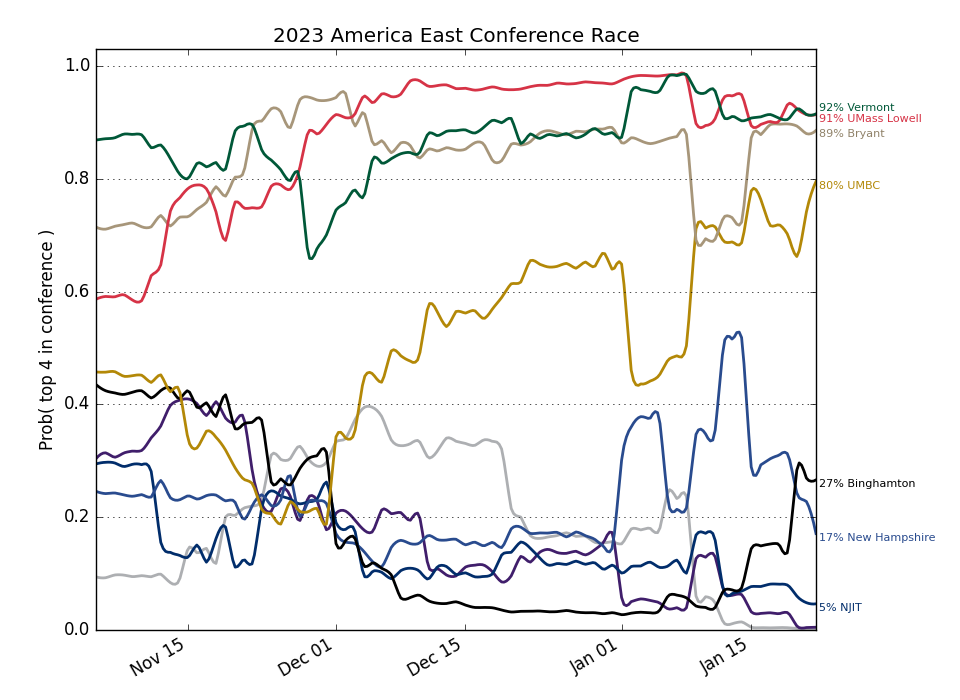 2023 America East Conference Race
Prob( top 4 in conference )
1.0
0.8
0.6
0.4
0.2
0.0
Nov 15
Dec 01
Dec 15
Jan 01
Jan 15
92% Vermont
91% UMass Lowell
89% Bryant
80% UMBC
27% Binghamton
17% New Hampshire
5% NJIT